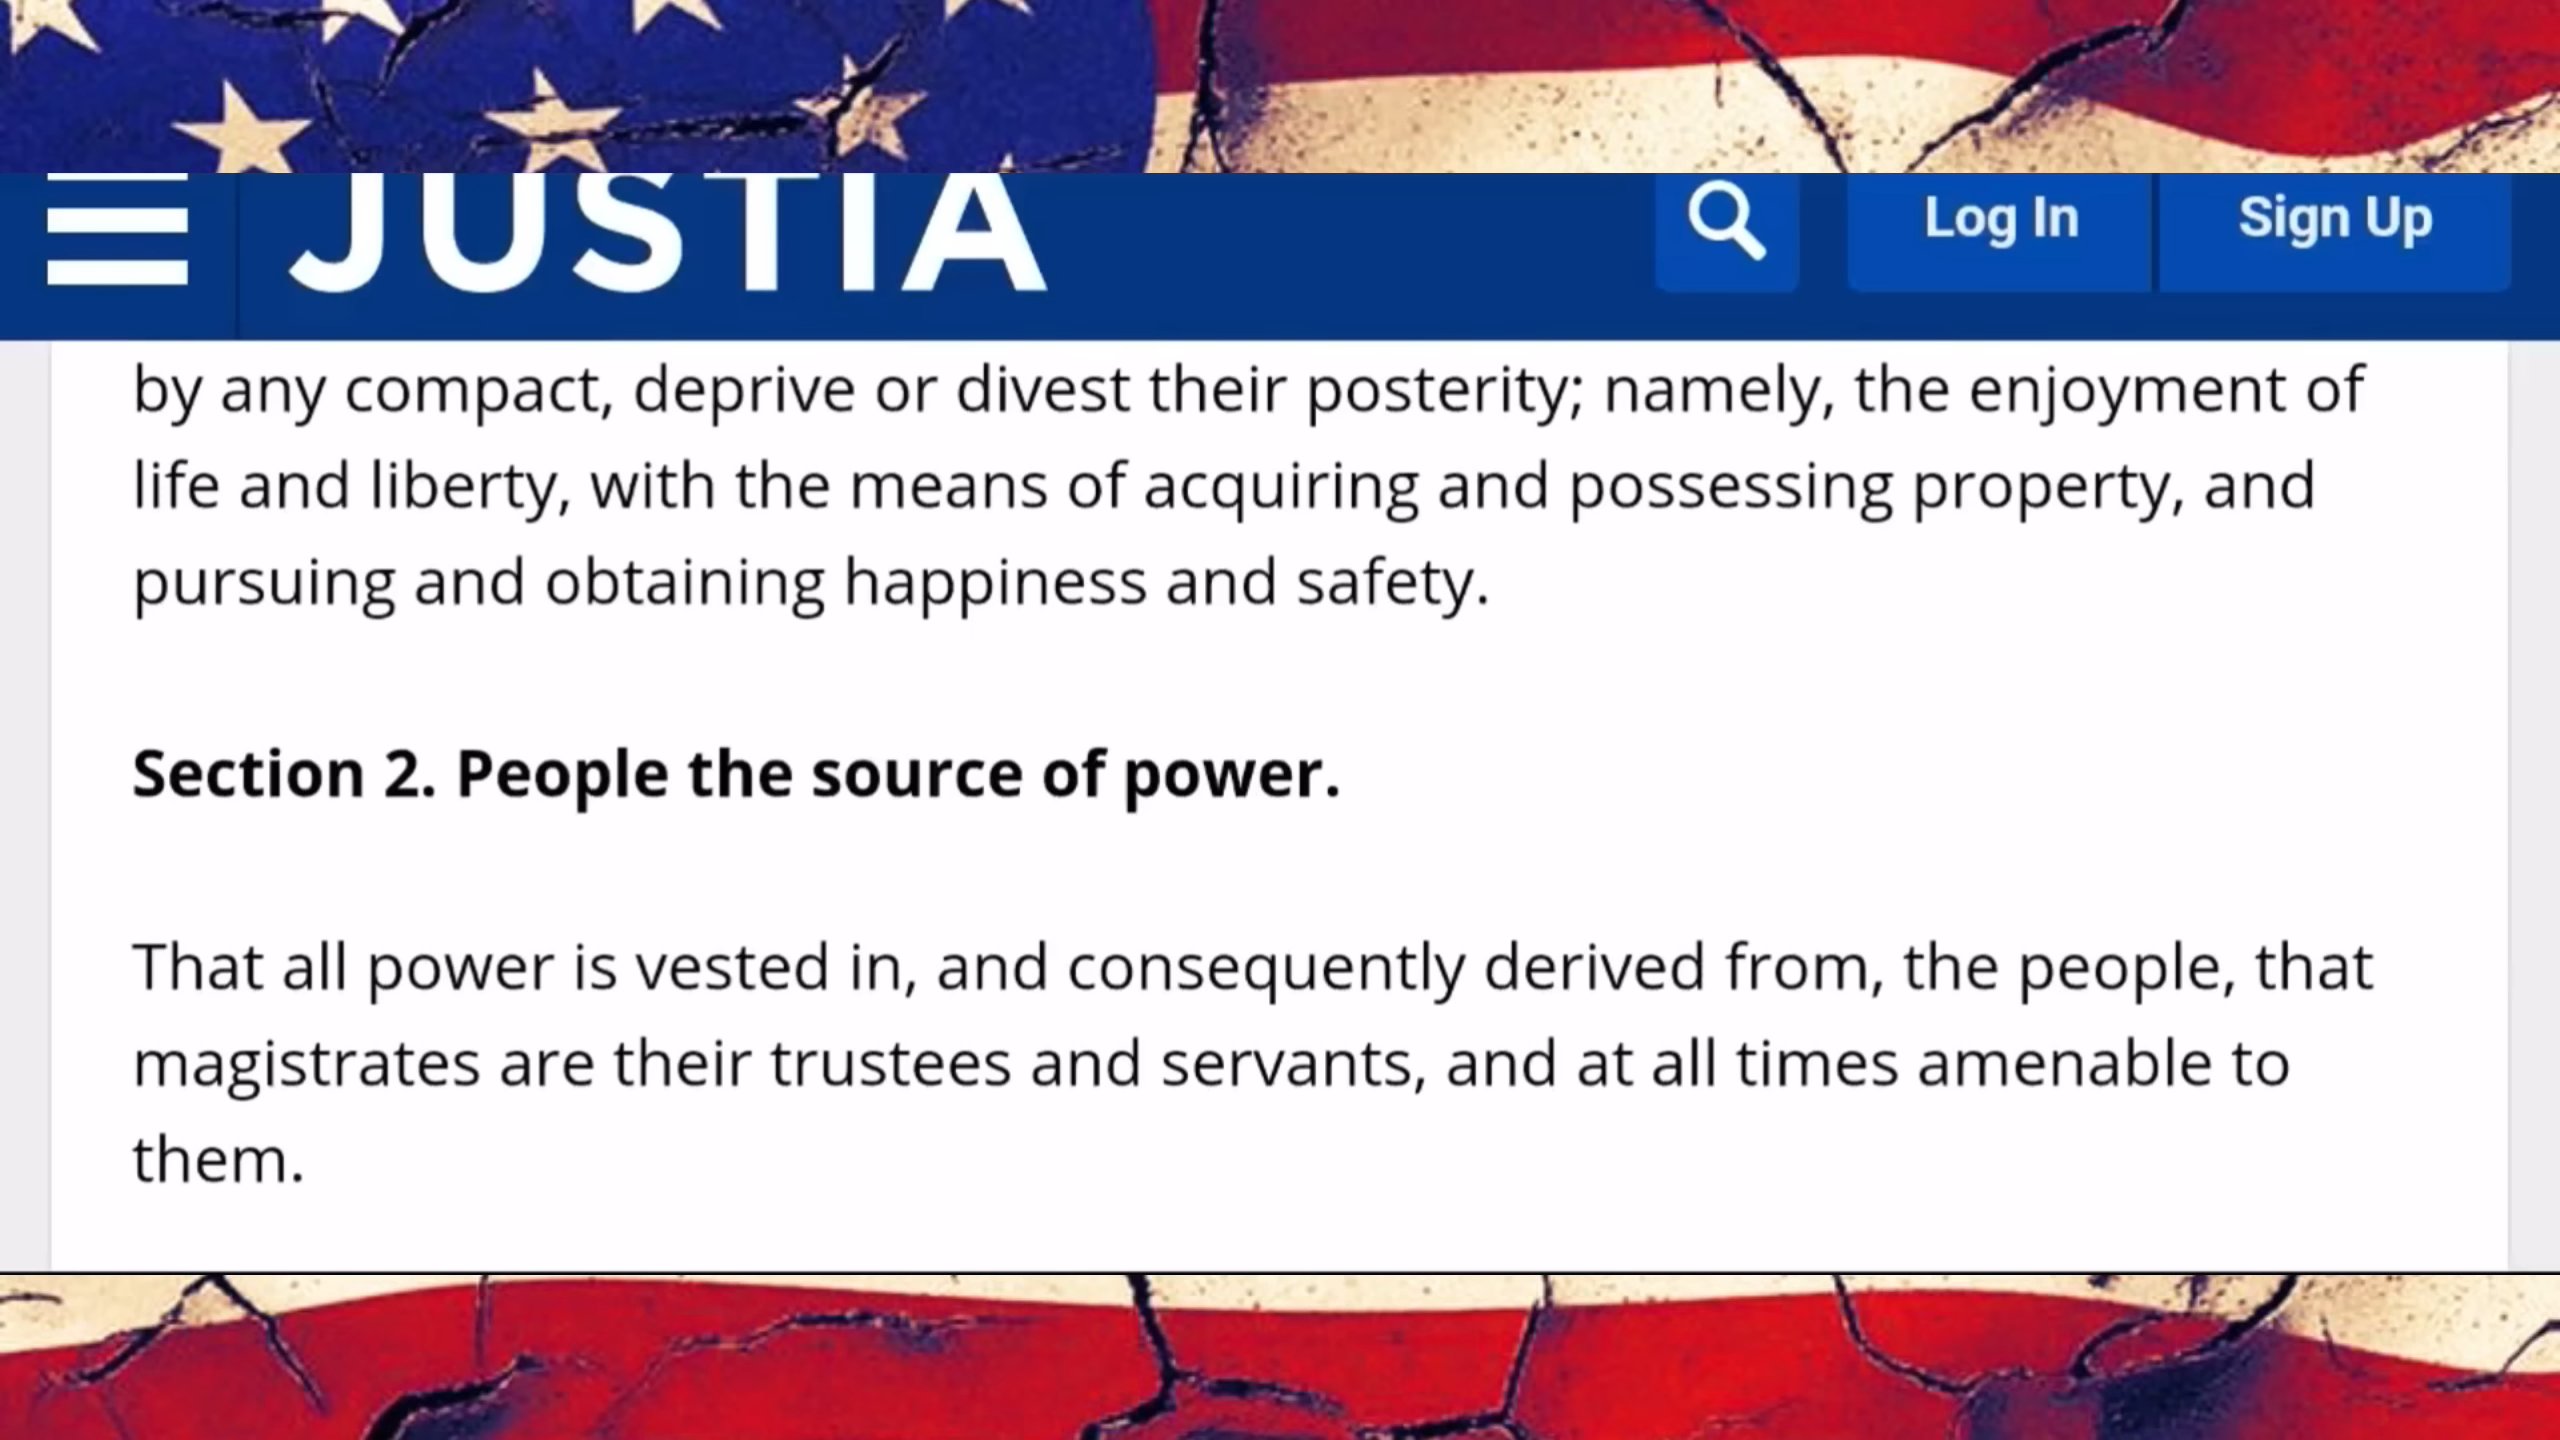 JUSTIA
Log In
Sign Up
by any compact, deprive or divest their posterity; namely, the enjoyment of
life and liberty, with the means of acquiring and possessing property, and
pursuing and obtaining happiness and safety.
Section 2. People the source of power.
That all power is vested in, and consequently derived from, the people, that
magistrates are their trustees and servants, and at all times amenable to
them.